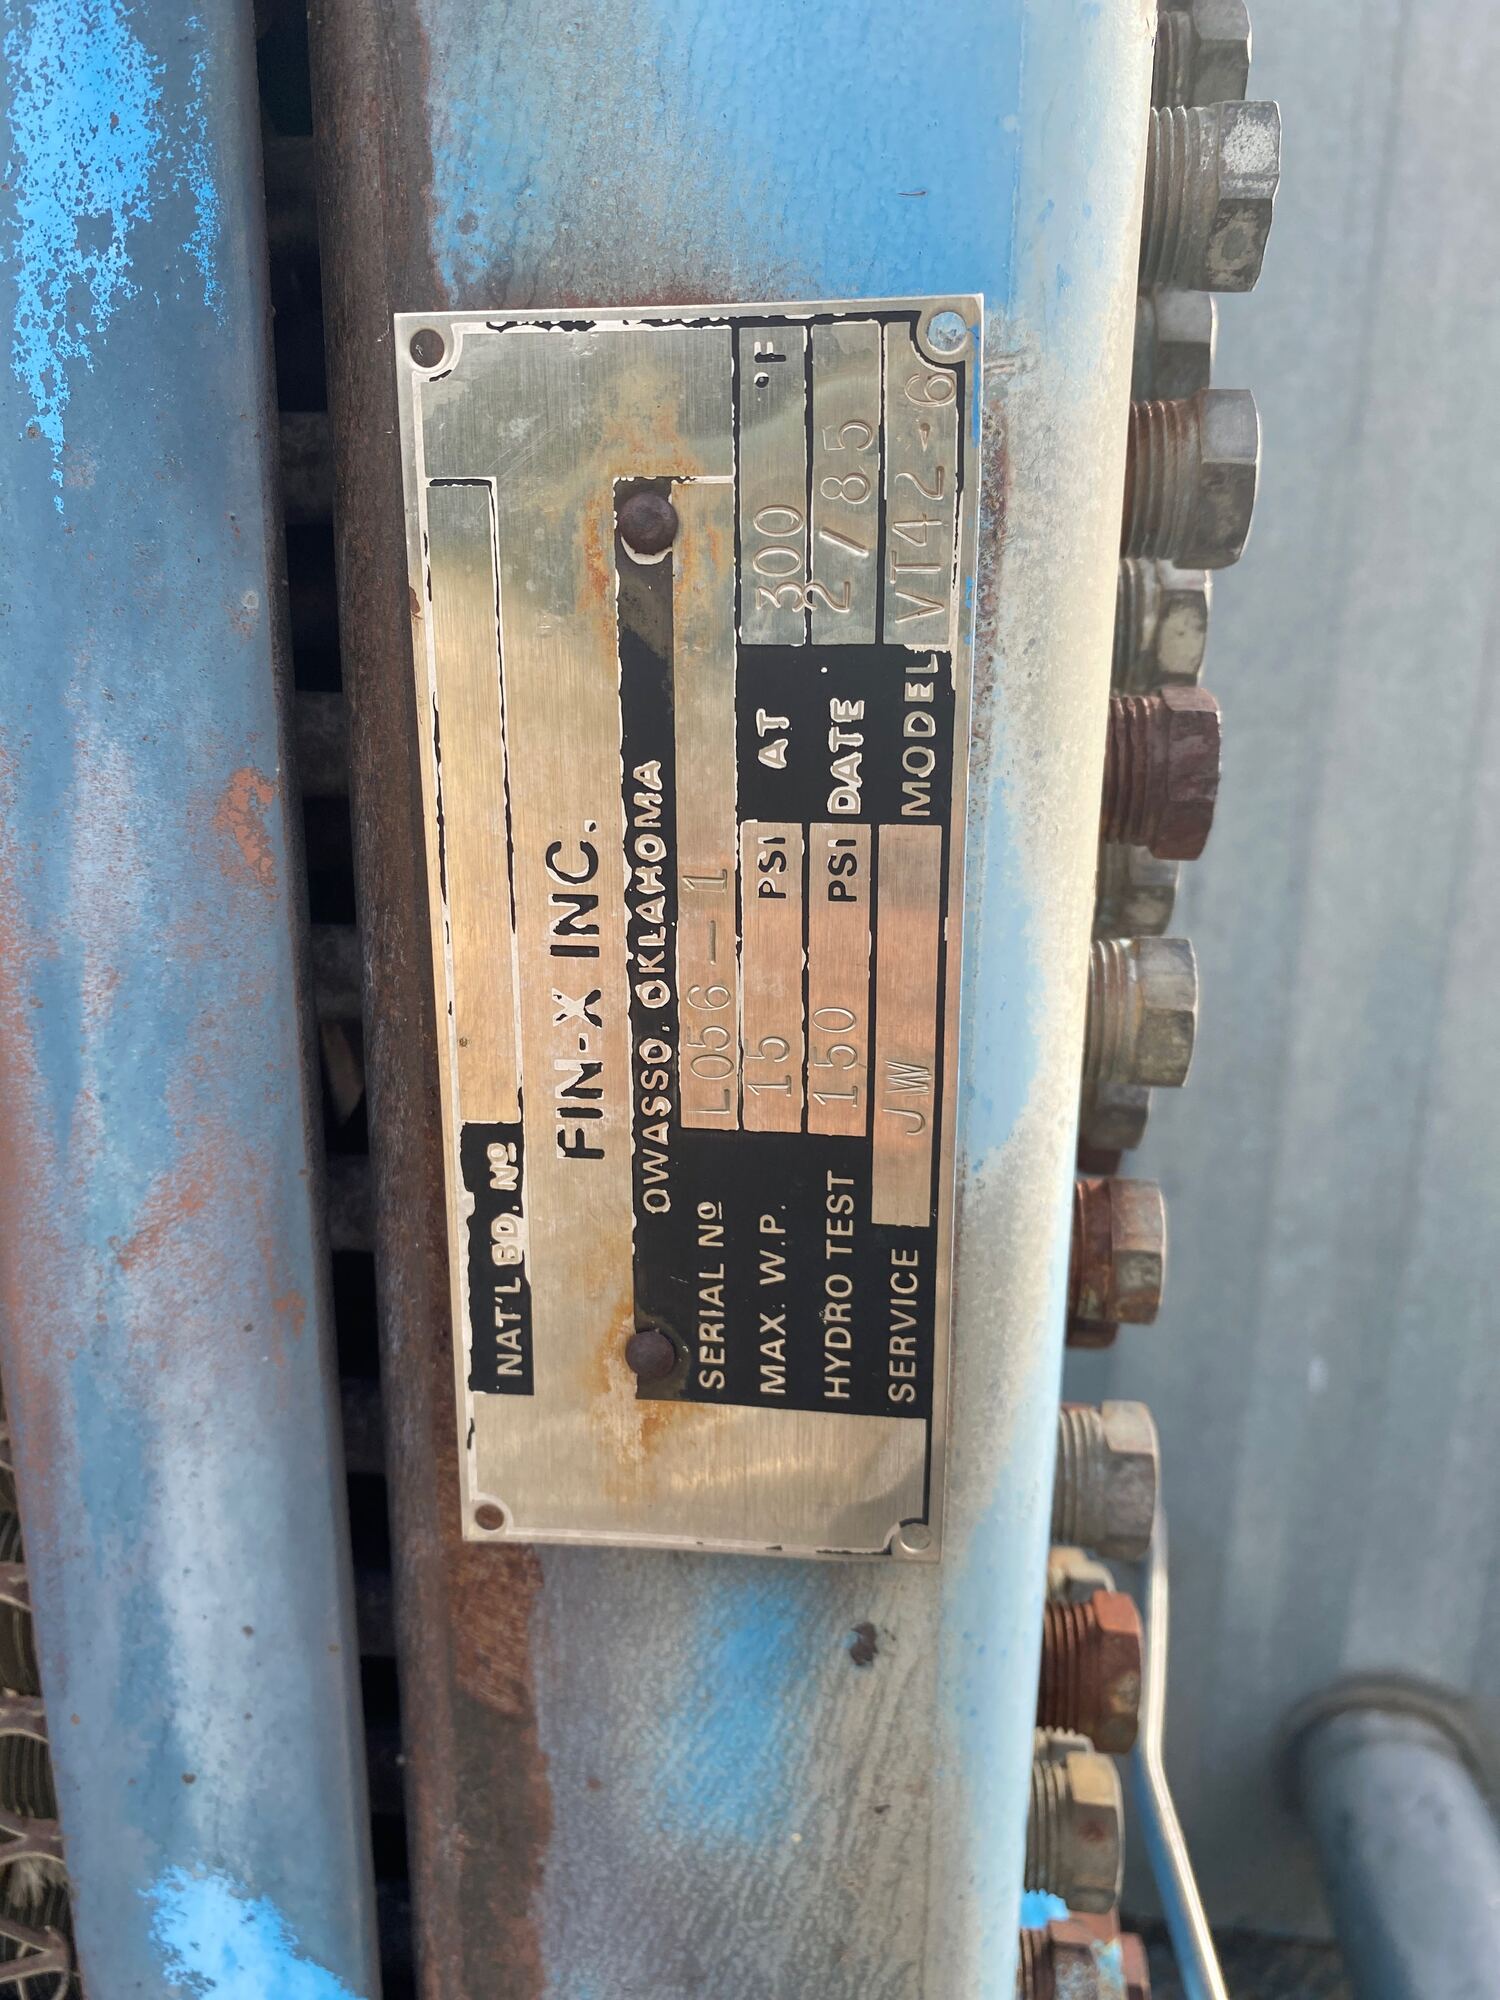 NAT'L BD. Nº
FIN-X INC.
OWASSO, OKLAHOMA
SERIAL Nº L056-1
MAX. W.P. 15 PSI AT 300 °F
HYDRO TEST 150 PSI DATE 2/85
SERVICE JW MODEL VT42-6